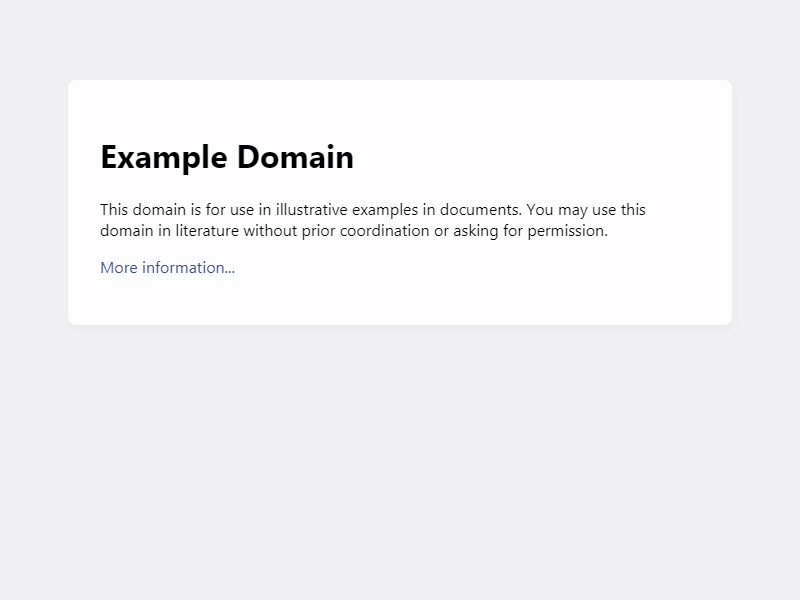 Example Domain
This domain is for use in illustrative examples in documents. You may use this
domain in literature without prior coordination or asking for permission.
More information...